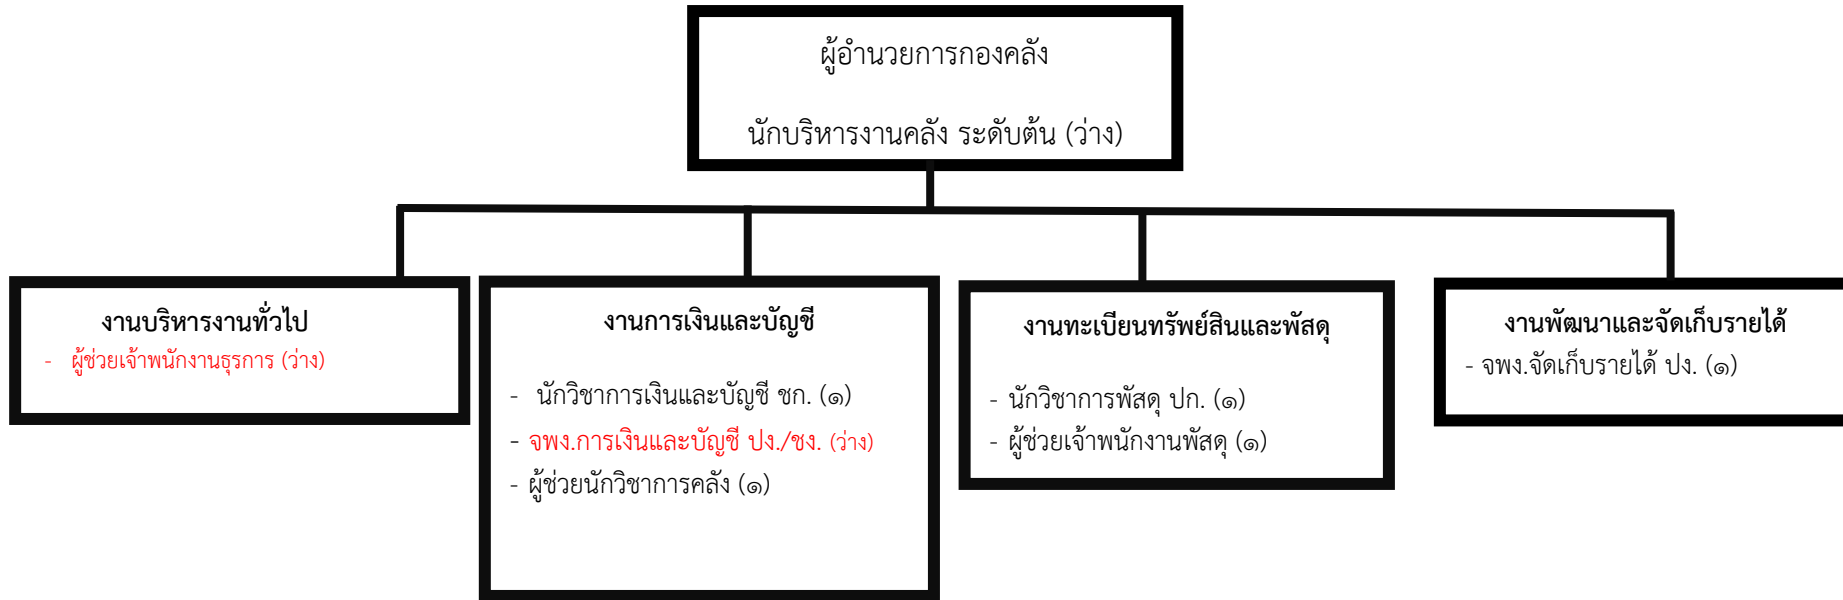 ผู้อำนวยการกองคลัง
นักบริหารงานคลัง ระดับต้น (ว่าง)
งานบริหารงานทั่วไป
- ผู้ช่วยเจ้าพนักงานธุรการ (ว่าง)
งานการเงินและบัญชี
- นักวิชาการเงินและบัญชี ชก. (๑)
- จพง.การเงินและบัญชี ปง./ชง. (ว่าง)
- ผู้ช่วยนักวิชาการคลัง (๑)
งานทะเบียนทรัพย์สินและพัสดุ
- นักวิชาการพัสดุ ปก. (๑)
- ผู้ช่วยเจ้าพนักงานพัสดุ (๑)
งานพัฒนาและจัดเก็บรายได้
- จพง.จัดเก็บรายได้ ปง. (๑)